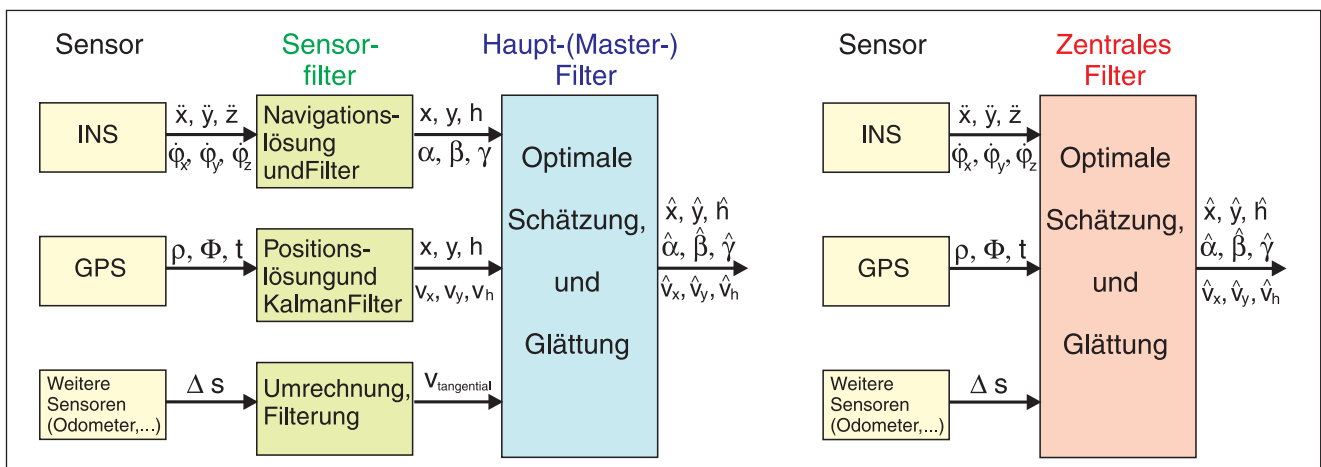 Sensor
Sensor-
filter
Haupt-(Master-)
Filter
INS
ẍ, ÿ, z̈
φ̇x, φ̇y, φ̇z
Navigations-
lösung
undFilter
x, y, h
α, β, γ
GPS
ρ, Φ, t
Positions-
lösungund
KalmanFilter
x, y, h
vx, vy, vh
Weitere
Sensoren
(Odometer,...)
Δ s
Umrechnung,
Filterung
vtangential
Optimale
Schätzung,
und
Glättung
x̂, ŷ, ĥ
α̂, β̂, γ̂
v̂x, v̂y, v̂h
Sensor
Zentrales
Filter
INS
ẍ, ÿ, z̈
φ̇x, φ̇y, φ̇z
GPS
ρ, Φ, t
Weitere
Sensoren
(Odometer,...)
Δ s
Optimale
Schätzung,
und
Glättung
x̂, ŷ, ĥ
α̂, β̂, γ̂
v̂x, v̂y, v̂h